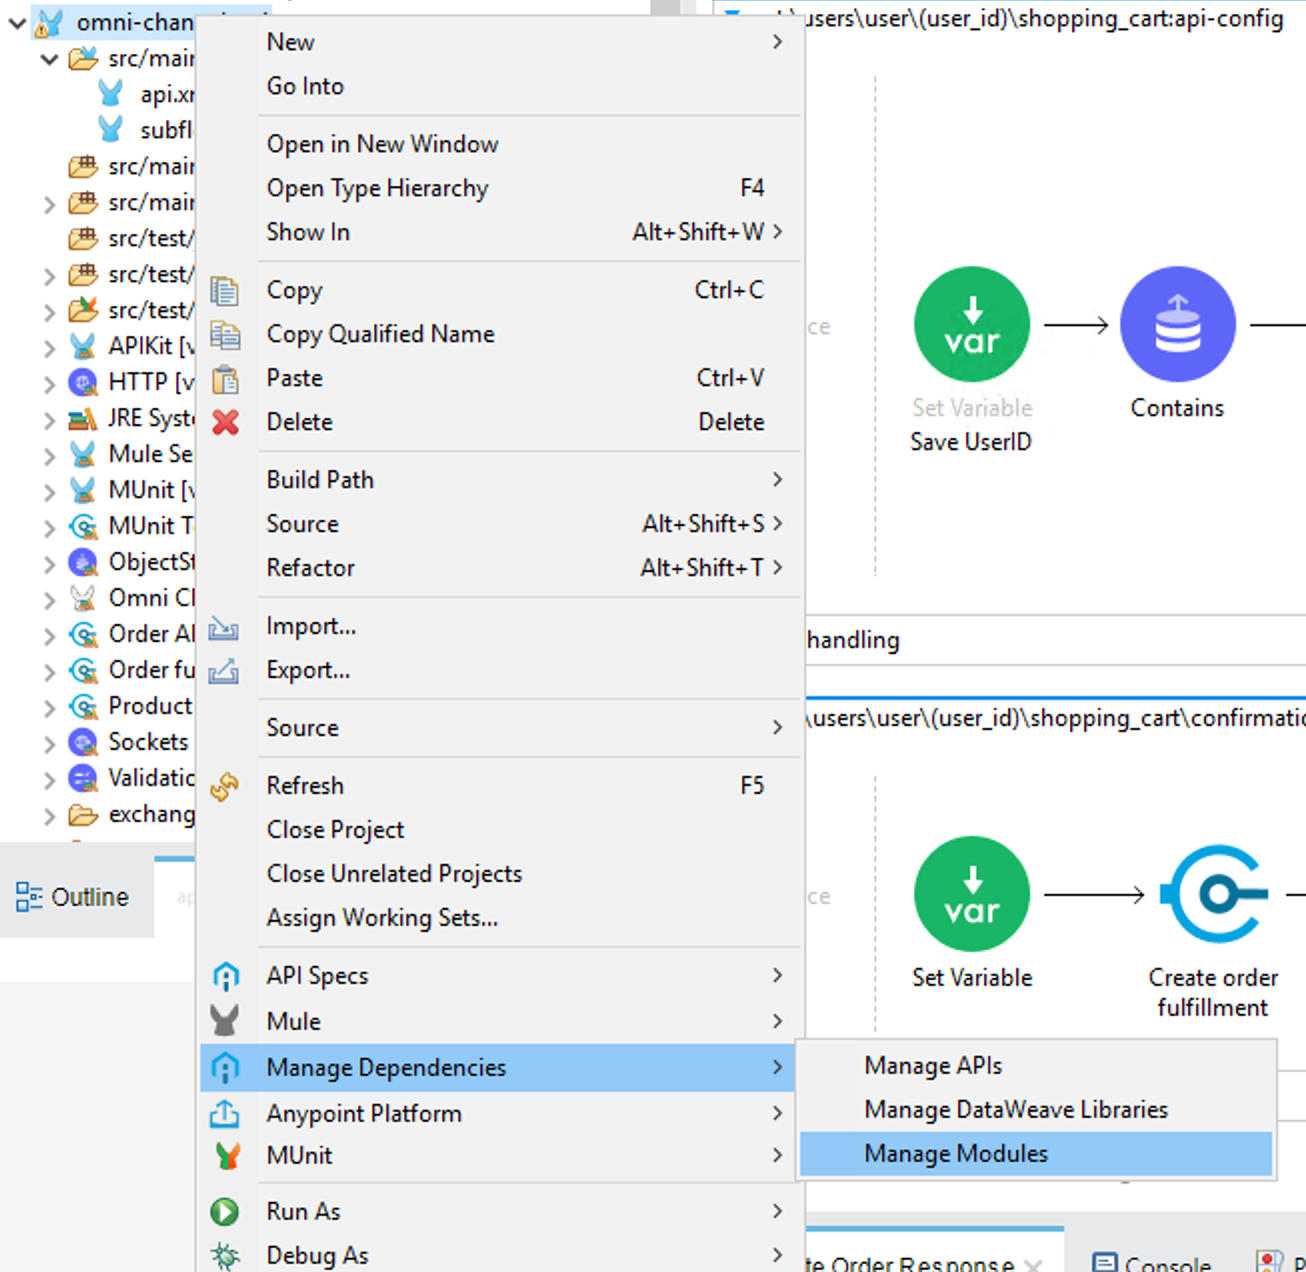 omni-chan
src/mair
api.xr
subfl
src/mair
src/mair
src/test/
src/test/
src/test/
APIKit [v
HTTP [v
JRE Syste
Mule Se
MUnit [v
MUnit T
ObjectSt
Omni Cl
Order Al
Order fu
Product
Sockets
Validatio
exchang
Outline
New
Go Into
Open in New Window
Open Type Hierarchy F4
Show In Alt+Shift+W
Copy Ctrl+C
Copy Qualified Name
Paste Ctrl+V
Delete Delete
Build Path
Source Alt+Shift+S
Refactor Alt+Shift+T
Import...
Export...
Source
Refresh F5
Close Project
Close Unrelated Projects
Assign Working Sets...
API Specs
Mule
Manage Dependencies
Anypoint Platform
MUnit
Run As
Debug As
Manage APIs
Manage DataWeave Libraries
Manage Modules
\users\user\(user_id)\shopping_cart:api-config
ce
var
Set Variable
Save UserID
Contains
handling
\users\user\(user_id)\shopping_cart\confirmatic
ce
var
Set Variable
Create order
fulfillment
te Order Response
Console
P